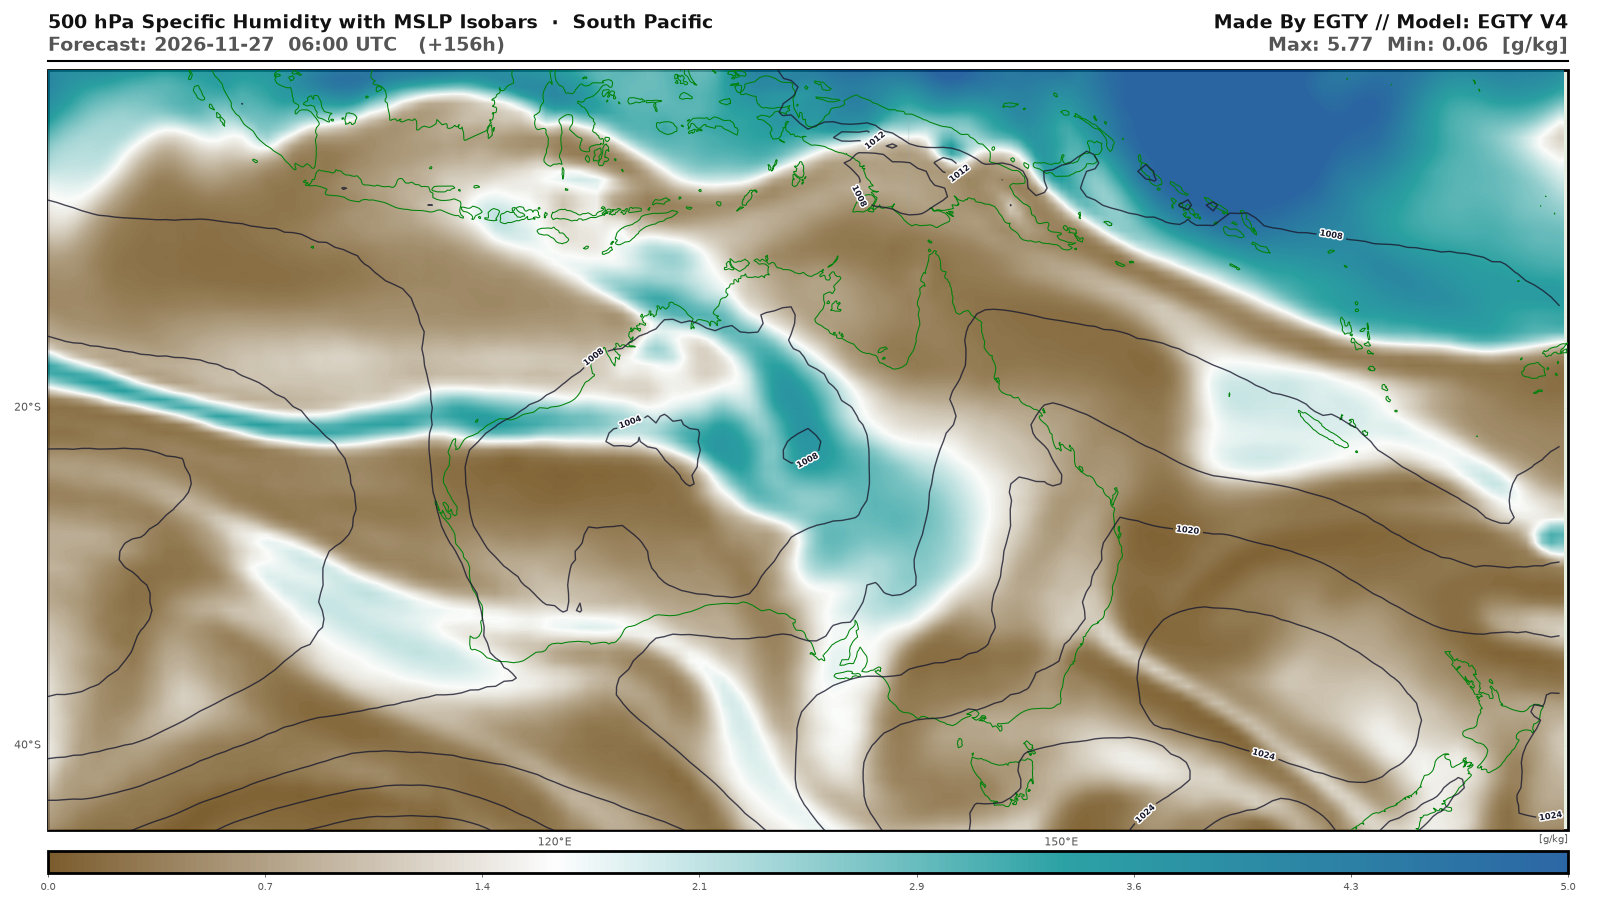 500 hPa Specific Humidity with MSLP Isobars · South Pacific
Made By EGTY // Model: EGTY V4
Forecast: 2026-11-27 06:00 UTC (+156h)
Max: 5.77 Min: 0.06 [g/kg]
1012
1012
1008
1008
1008
20°S
1004
1008
1020
40°S
1024
1024
1024
120°E
150°E
[g/kg]
0.0
0.7
1.4
2.1
2.9
3.6
4.3
5.0